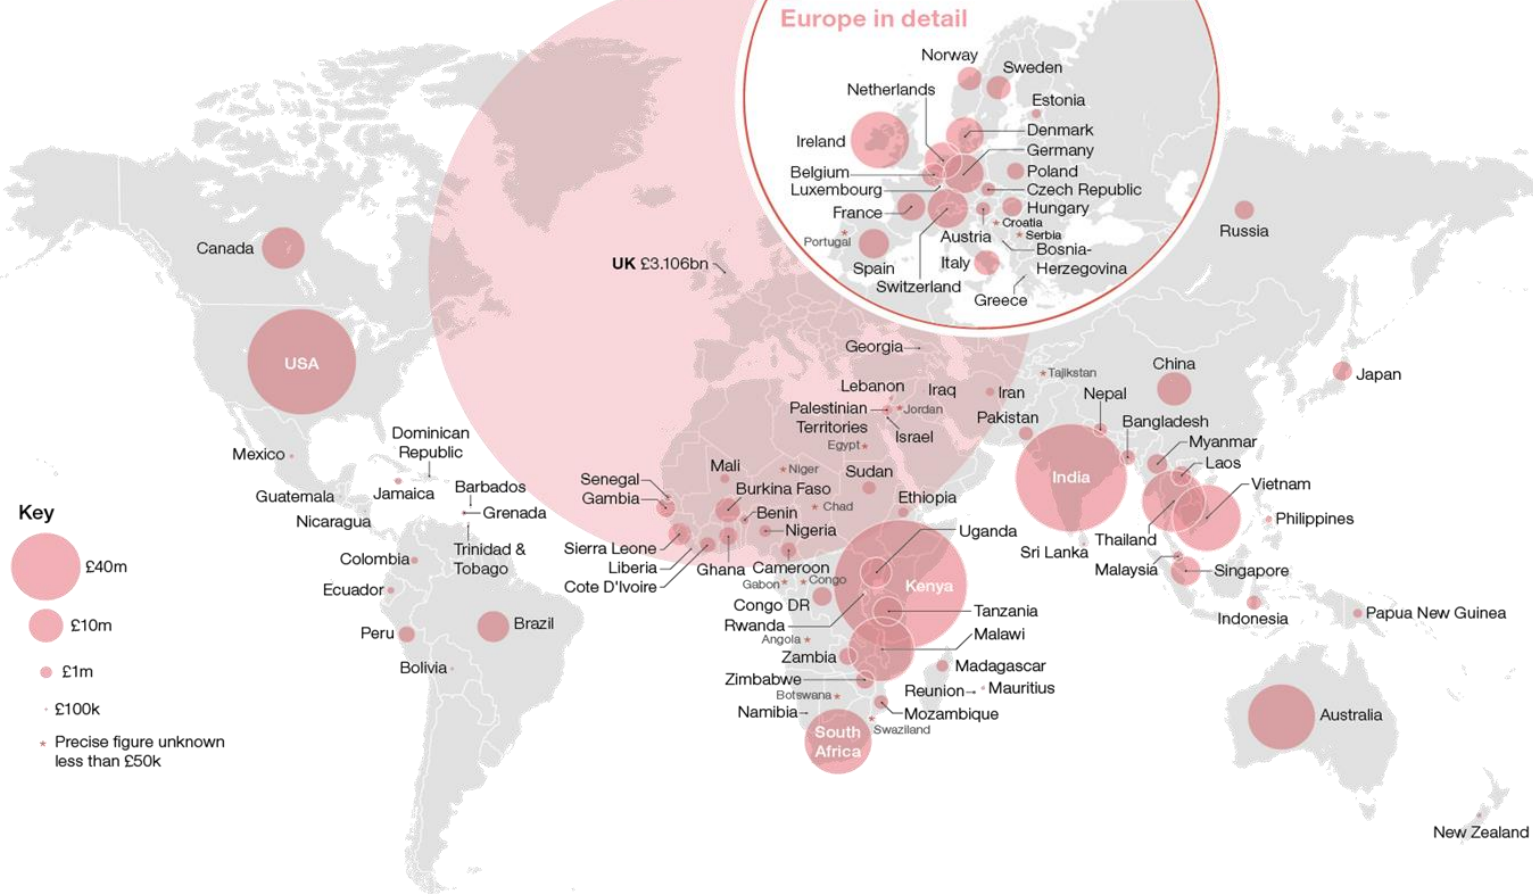 Europe in detail
Norway
Sweden
Netherlands
Estonia
Ireland
Denmark
Germany
Belgium
Poland
Luxembourg
Czech Republic
France
Hungary
Croatia
Portugal
Austria
Serbia
Bosnia-
Herzegovina
Spain
Italy
Switzerland
Greece
Russia
Canada
UK £3.106bn
USA
Georgia
China
Tajikistan
Japan
Lebanon
Iraq
Iran
Nepal
Palestinian
Territories
Jordan
Pakistan
Israel
Bangladesh
Egypt
Myanmar
Dominican
Republic
Mexico
Laos
Mali
Niger
Sudan
Senegal
India
Vietnam
Guatemala
Jamaica
Barbados
Gambia
Burkina Faso
Ethiopia
Grenada
Benin
Chad
Nicaragua
Nigeria
Uganda
Philippines
Key
Trinidad &
Tobago
Sierra Leone
Thailand
Sri Lanka
Colombia
Liberia
Ghana
Cameroon
Malaysia
Singapore
£40m
Cote D'Ivoire
Gabon
Congo
Kenya
Ecuador
Congo DR
Tanzania
Indonesia
Papua New Guinea
£10m
Brazil
Rwanda
Peru
Angola
Malawi
Zambia
Madagascar
£1m
Bolivia
Zimbabwe
Reunion
Mauritius
Botswana
£100k
Namibia
Mozambique
Australia
Swaziland
South
Africa
Precise figure unknown
less than £50k
New Zealand